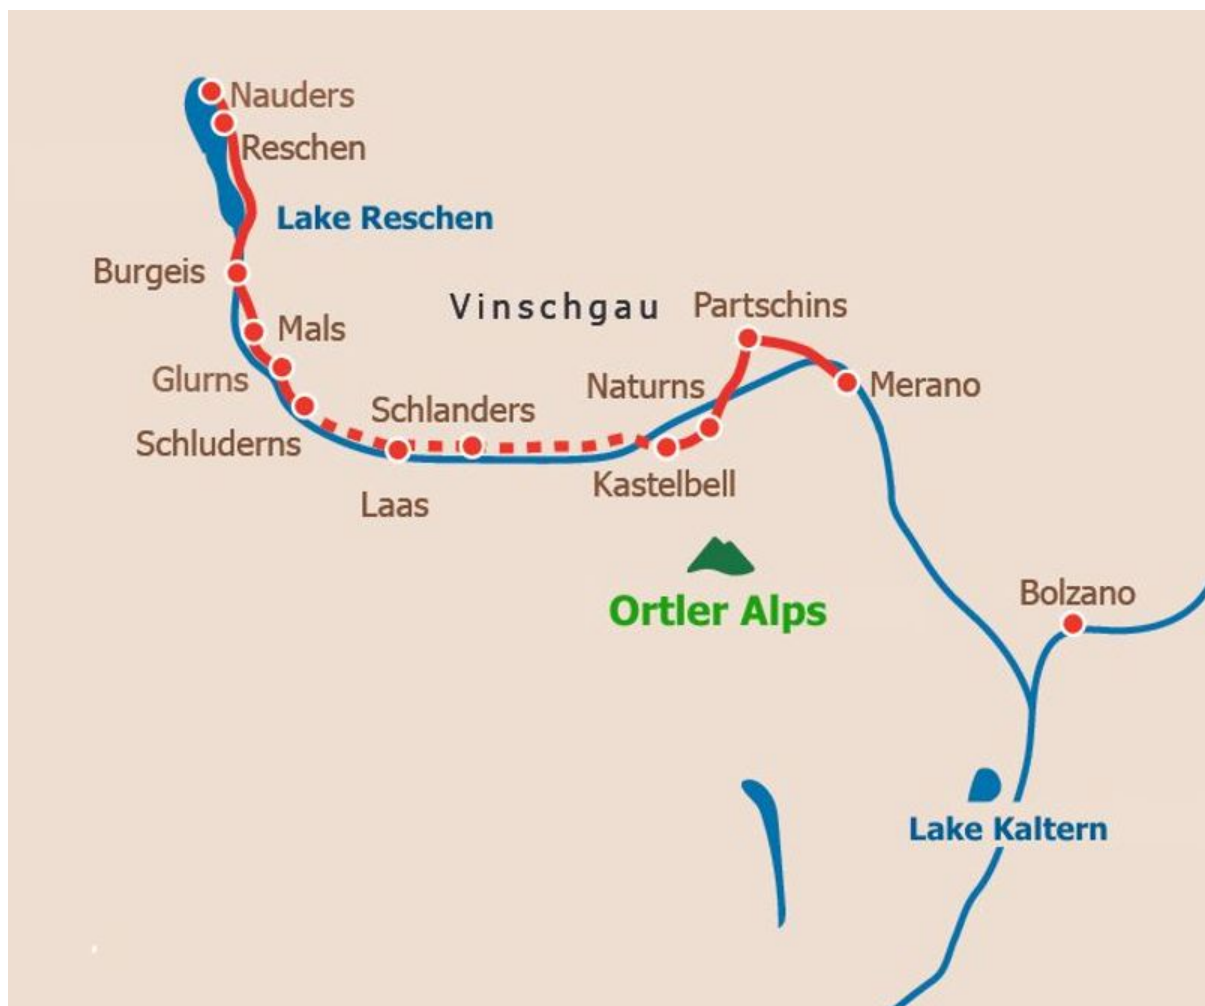 Nauders
Reschen
Lake Reschen
Burgeis
Vinschgau
Partschins
Mals
Glurns
Naturns
Merano
Schlanders
Schluderns
Kastelbell
Laas
Bolzano
Ortler Alps
Lake Kaltern